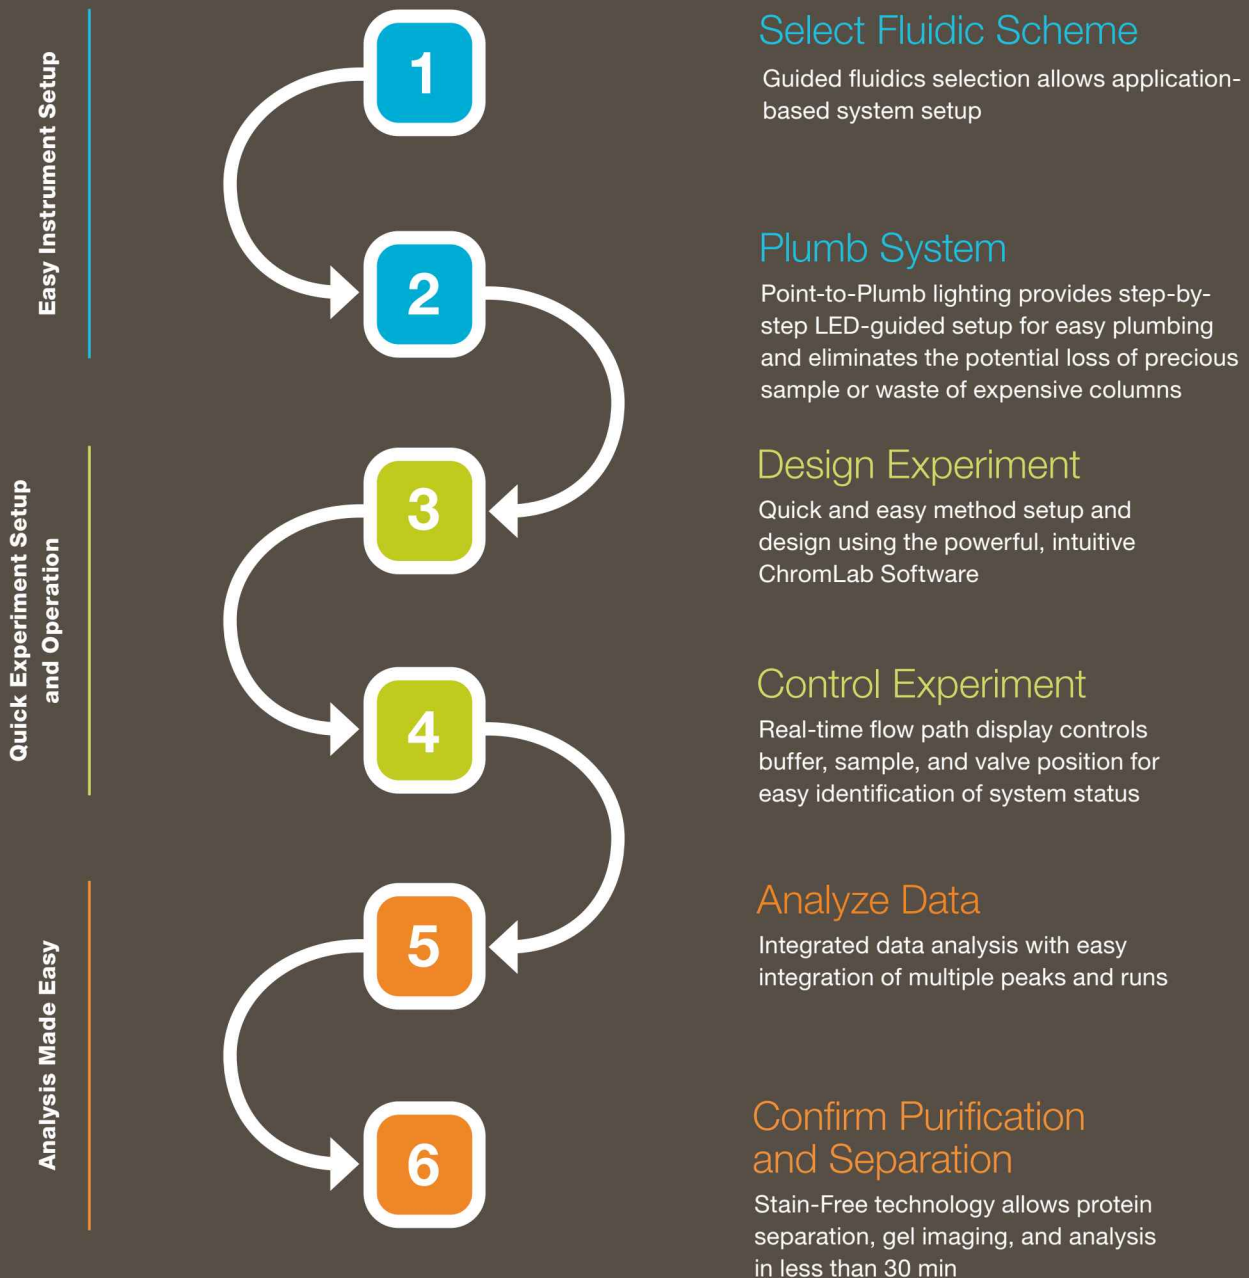 Easy Instrument Setup
1
Select Fluidic Scheme
Guided fluidics selection allows application-
based system setup
2
Plumb System
Point-to-Plumb lighting provides step-by-
step LED-guided setup for easy plumbing
and eliminates the potential loss of precious
sample or waste of expensive columns
Quick Experiment Setup
and Operation
3
Design Experiment
Quick and easy method setup and
design using the powerful, intuitive
ChromLab Software
4
Control Experiment
Real-time flow path display controls
buffer, sample, and valve position for
easy identification of system status
Analysis Made Easy
5
Analyze Data
Integrated data analysis with easy
integration of multiple peaks and runs
6
Confirm Purification
and Separation
Stain-Free technology allows protein
separation, gel imaging, and analysis
in less than 30 min